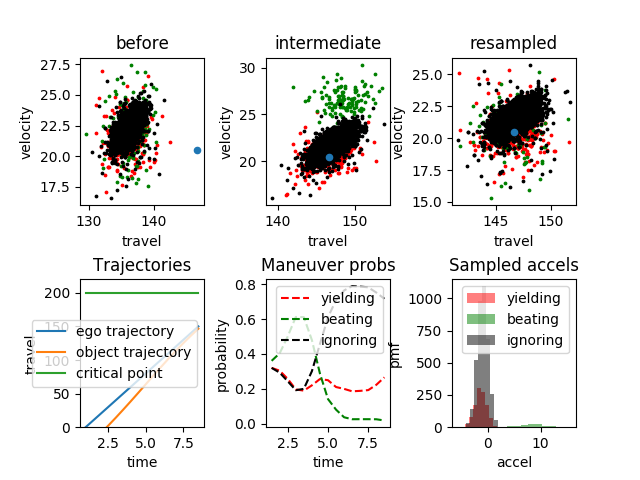 before
intermediate
resampled
27.5
25.0
22.5
20.0
17.5
velocity
130
140
travel
30
25
20
velocity
140
150
travel
25.0
22.5
20.0
17.5
15.0
velocity
145
150
travel
Trajectories
Maneuver probs
Sampled accels
200
150
100
50
0
travel
ego trajectory
object trajectory
critical point
2.5
5.0
7.5
time
0.8
0.6
0.4
0.2
0.0
probability
yielding
beating
ignoring
2.5
5.0
7.5
time
1000
750
500
250
0
pmf
yielding
beating
ignoring
0
10
accel